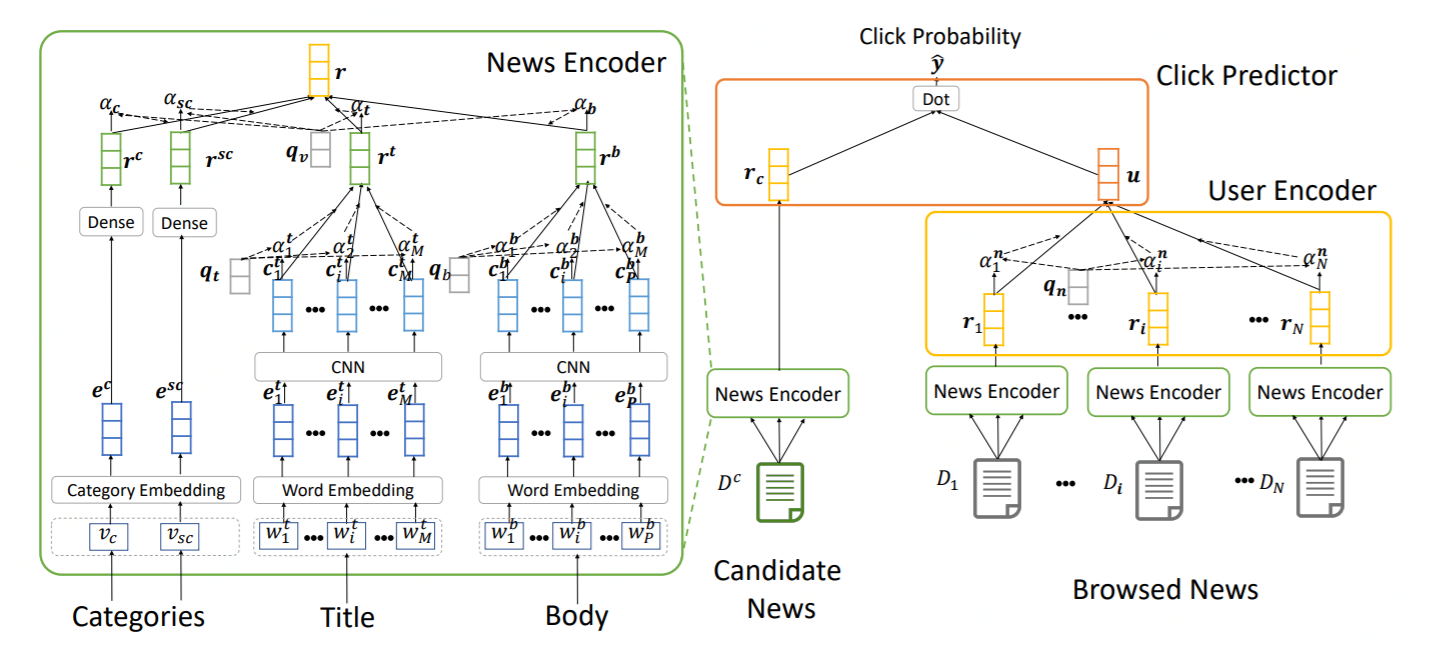 News Encoder
r
α_c α_sc α_t α_b
r^c r^sc q_v r^t r^b
Dense Dense
α_1^t α_2^t α_M^t α_1^b α_2^b α_M^b
q_t c_1^t c_i^t c_M^t q_b c_1^b c_i^b c_P^b
••• ••• ••• •••
CNN CNN
e^c e^sc e_1^t e_i^t e_M^t e_1^b e_i^b e_P^b
••• ••• ••• •••
Category Embedding Word Embedding Word Embedding
v_c v_sc w_1^t ••• w_i^t ••• w_M^t w_1^b ••• w_i^b ••• w_P^b
Categories Title Body
Click Probability
ŷ
Click Predictor
Dot
r_c u
User Encoder
α_1^n α_i^n α_N^n
q_n
••• •••
r_1 r_i r_N
News Encoder News Encoder News Encoder News Encoder
D^c D_1 ••• D_i ••• D_N
Candidate
News
Browsed News